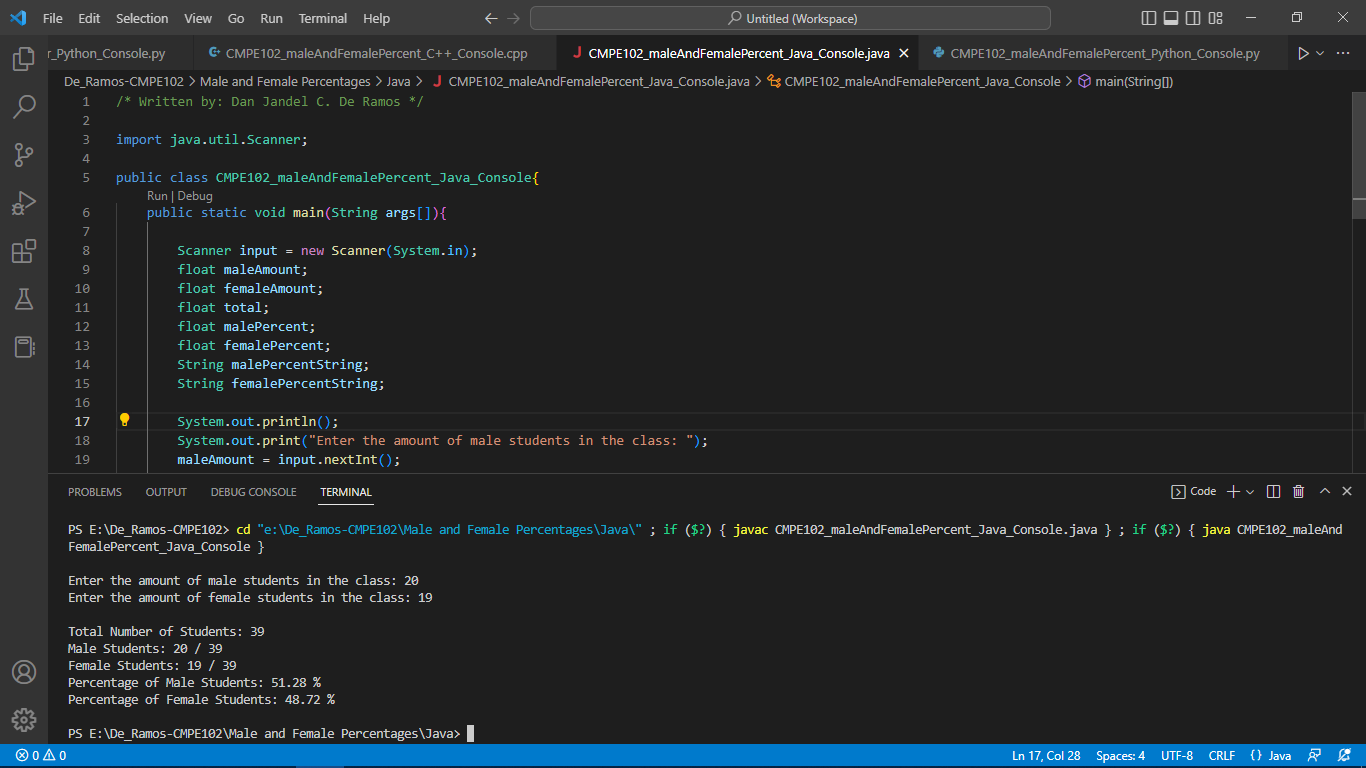 File Edit Selection View Go Run Terminal Help Untitled (Workspace)
r_Python_Console.py CMPE102_maleAndFemalePercent_C++_Console.cpp CMPE102_maleAndFemalePercent_Java_Console.java CMPE102_maleAndFemalePercent_Python_Console.py
De_Ramos-CMPE102 > Male and Female Percentages > Java > CMPE102_maleAndFemalePercent_Java_Console.java > CMPE102_maleAndFemalePercent_Java_Console > main(String[])
1 /* Written by: Dan Jandel C. De Ramos */
2
3 import java.util.Scanner;
4
5 public class CMPE102_maleAndFemalePercent_Java_Console{
Run | Debug
6 public static void main(String args[]){
7
8 Scanner input = new Scanner(System.in);
9 float maleAmount;
10 float femaleAmount;
11 float total;
12 float malePercent;
13 float femalePercent;
14 String malePercentString;
15 String femalePercentString;
16
17 System.out.println();
18 System.out.print("Enter the amount of male students in the class: ");
19 maleAmount = input.nextInt();
PROBLEMS OUTPUT DEBUG CONSOLE TERMINAL Code
PS E:\De_Ramos-CMPE102> cd "e:\De_Ramos-CMPE102\Male and Female Percentages\Java\" ; if ($?) { javac CMPE102_maleAndFemalePercent_Java_Console.java } ; if ($?) { java CMPE102_maleAnd
FemalePercent_Java_Console }
Enter the amount of male students in the class: 20
Enter the amount of female students in the class: 19
Total Number of Students: 39
Male Students: 20 / 39
Female Students: 19 / 39
Percentage of Male Students: 51.28 %
Percentage of Female Students: 48.72 %
PS E:\De_Ramos-CMPE102\Male and Female Percentages\Java>
0 0 Ln 17, Col 28 Spaces: 4 UTF-8 CRLF {} Java